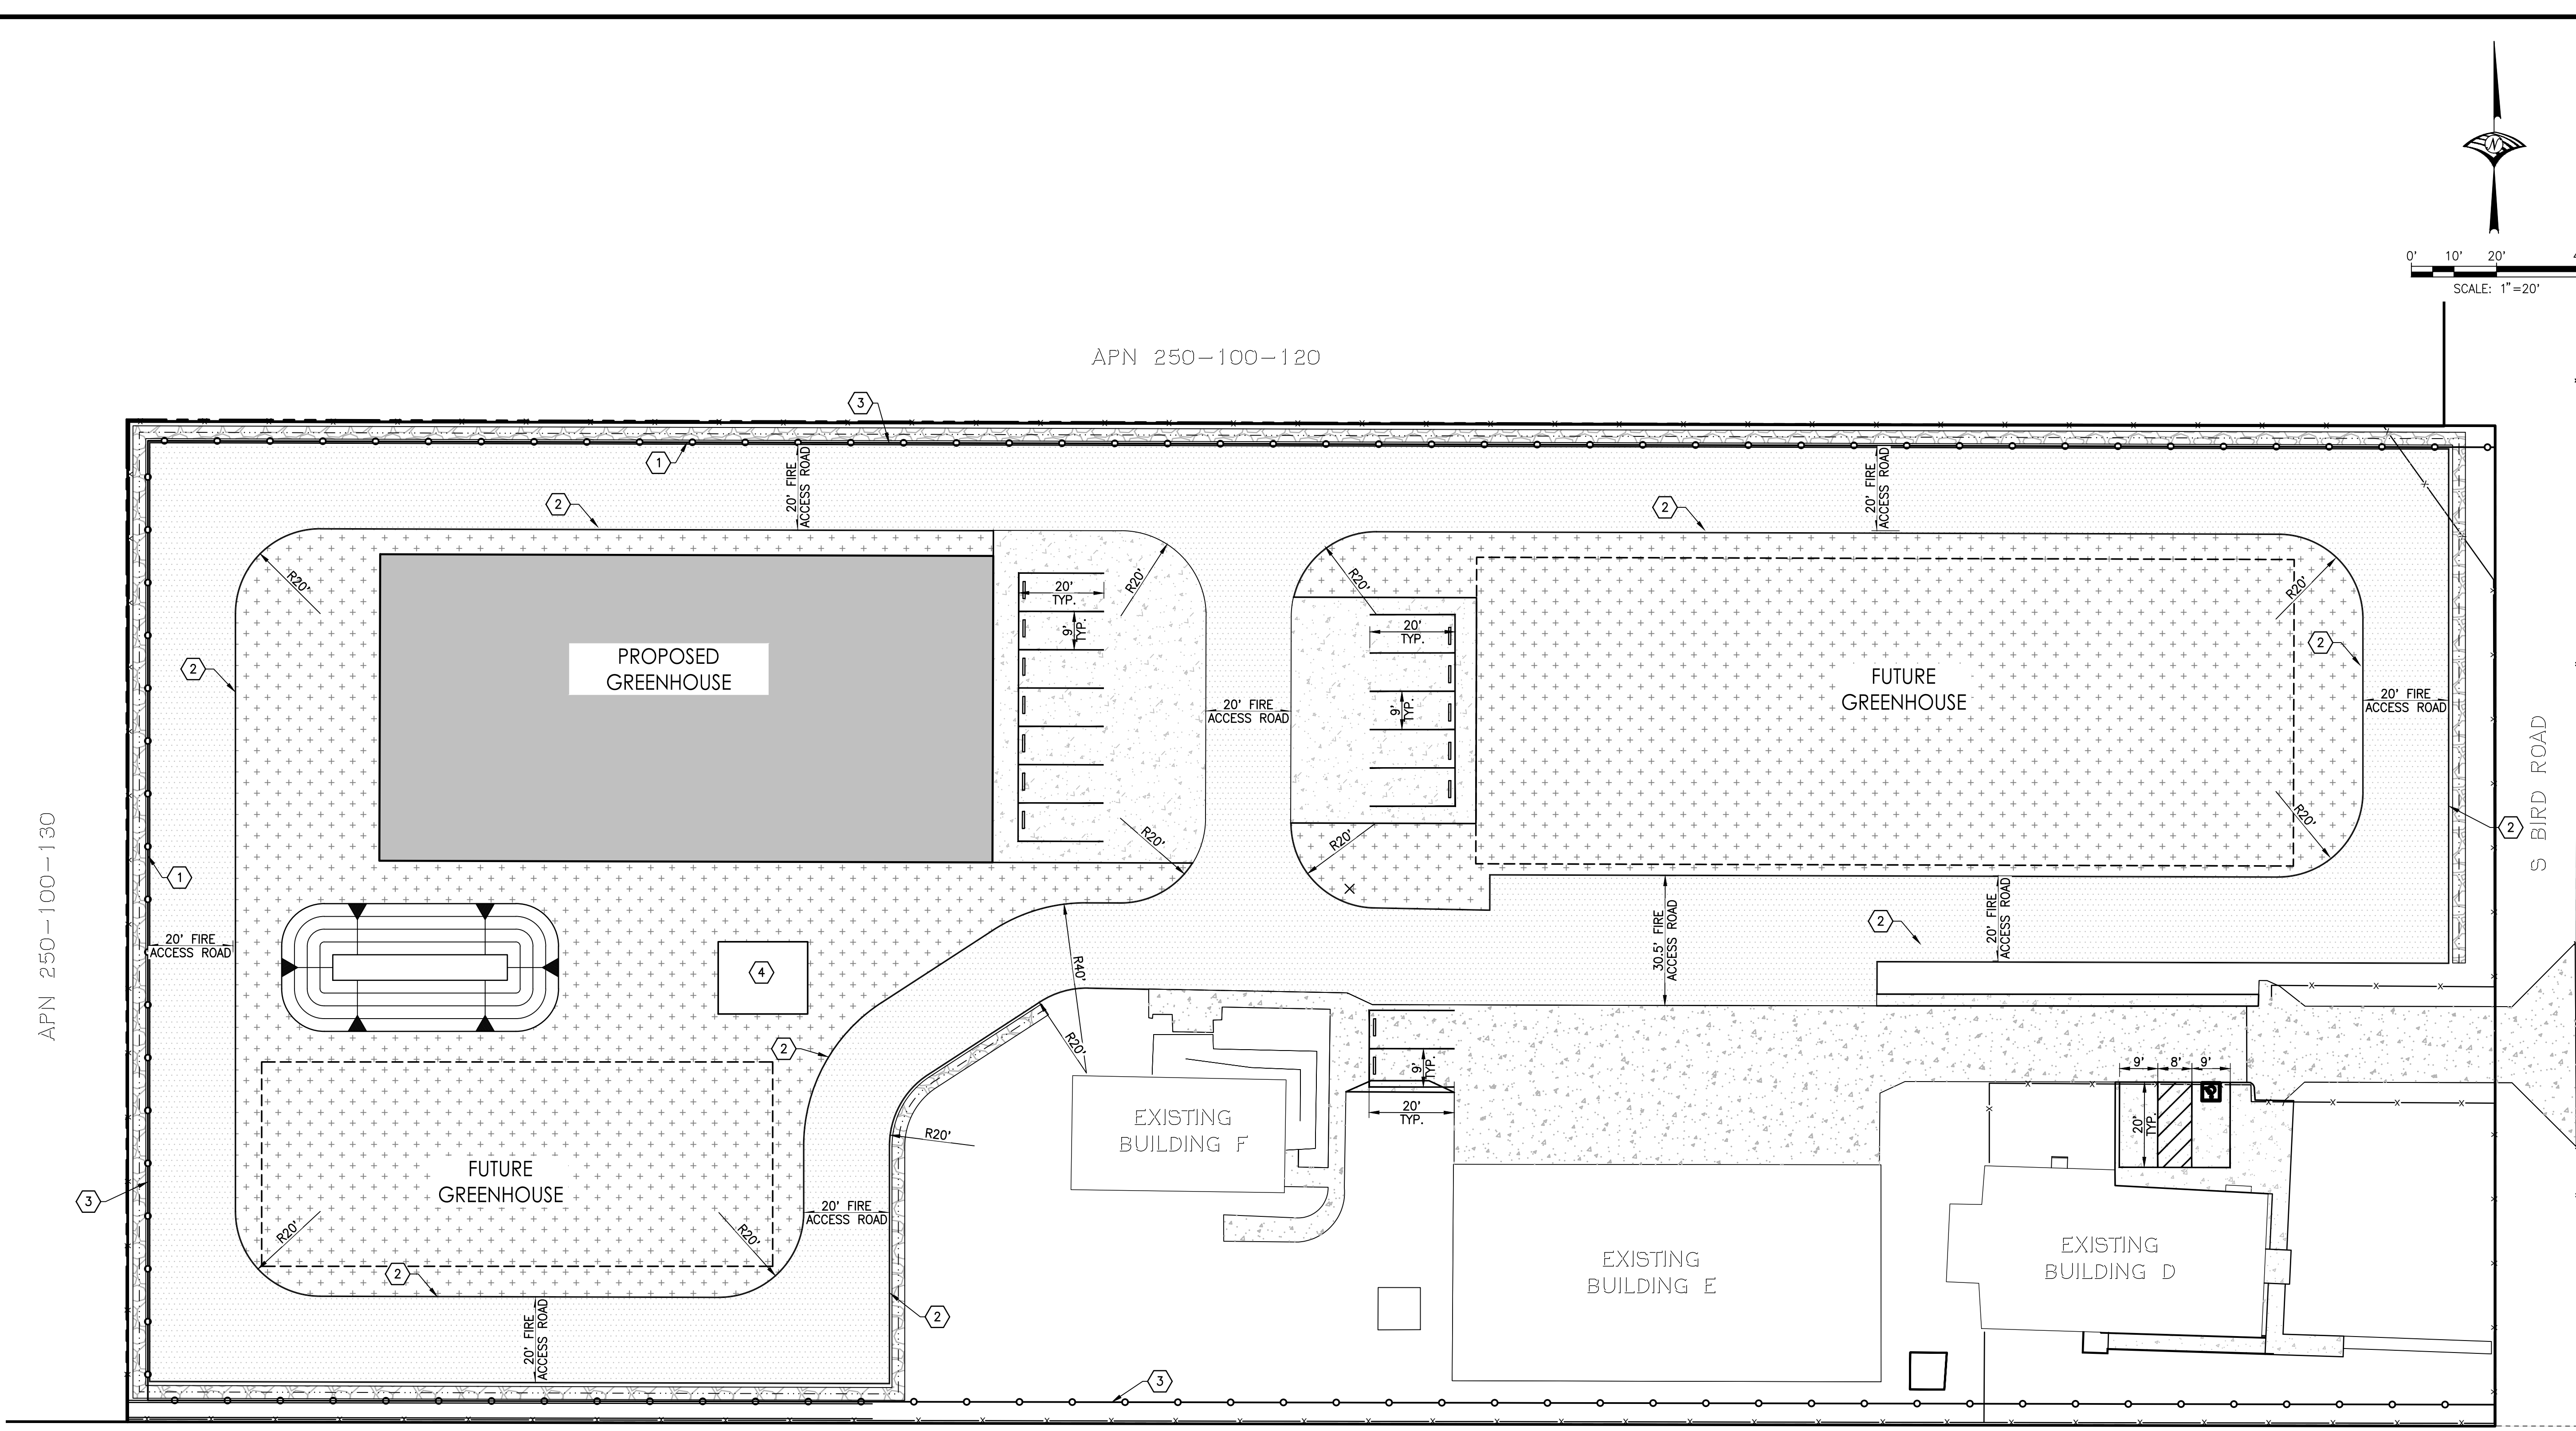 N
0' 10' 20' 4
SCALE: 1"=20'
APN 250-100-120
3
1
20' FIRE
ACCESS ROAD
20' FIRE
ACCESS ROAD
2
2
R20'
20'
TYP.
R20'
R20'
R20'
9'
TYP.
20'
TYP.
2
PROPOSED
GREENHOUSE
2
FUTURE
GREENHOUSE
20' FIRE
ACCESS ROAD
9'
TYP.
20' FIRE
ACCESS ROAD
S BIRD ROAD
R20'
R20'
R20'
2
APN 250-100-130
1
20' FIRE
ACCESS ROAD
4
R40'
30.5' FIRE
ACCESS ROAD
2
20' FIRE
ACCESS ROAD
2
R20'
9'
TYP.
20'
TYP.
9' 8' 9'
20'
TYP.
EXISTING
BUILDING F
R20'
FUTURE
GREENHOUSE
3
20' FIRE
ACCESS ROAD
R20'
R20'
2
EXISTING
BUILDING E
EXISTING
BUILDING D
2
20' FIRE
ACCESS ROAD
3